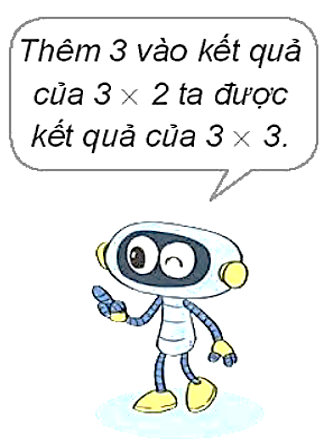 Thêm 3 vào kết quả
của 3 × 2 ta được
kết quả của 3 × 3.